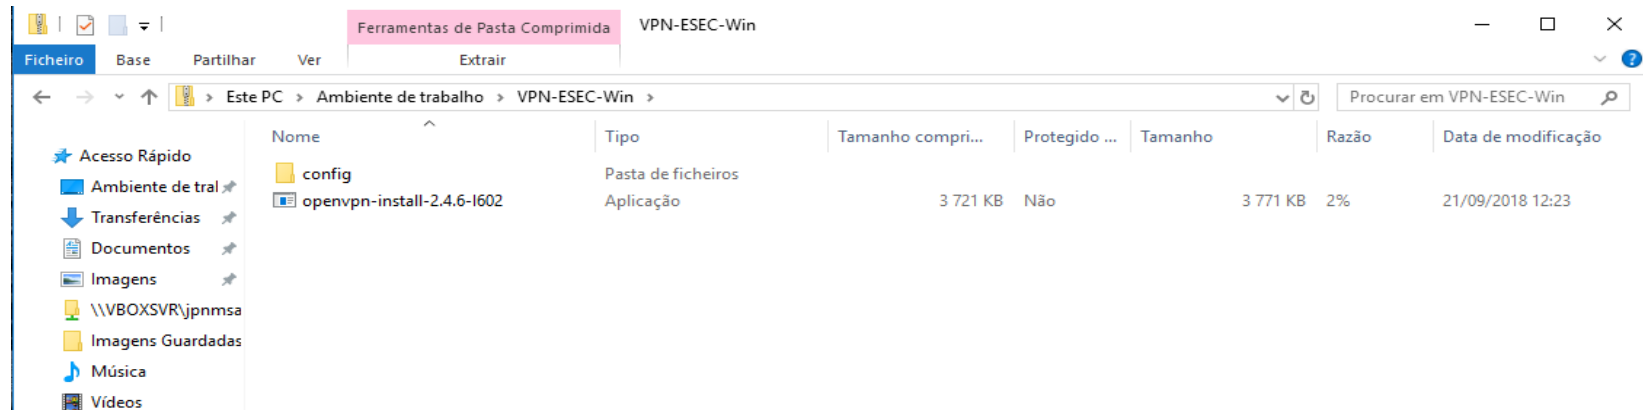 Ferramentas de Pasta Comprimida VPN-ESEC-Win
Ficheiro Base Partilhar Ver Extrair
Este PC > Ambiente de trabalho > VPN-ESEC-Win > Procurar em VPN-ESEC-Win
Nome Tipo Tamanho compri... Protegido ... Tamanho Razão Data de modificação
Acesso Rápido
config Pasta de ficheiros
Ambiente de tral
openvpn-install-2.4.6-I602 Aplicação 3 721 KB Não 3 771 KB 2% 21/09/2018 12:23
Transferências
Documentos
Imagens
\\VBOXSVR\jpnmsa
Imagens Guardadas
Música
Vídeos